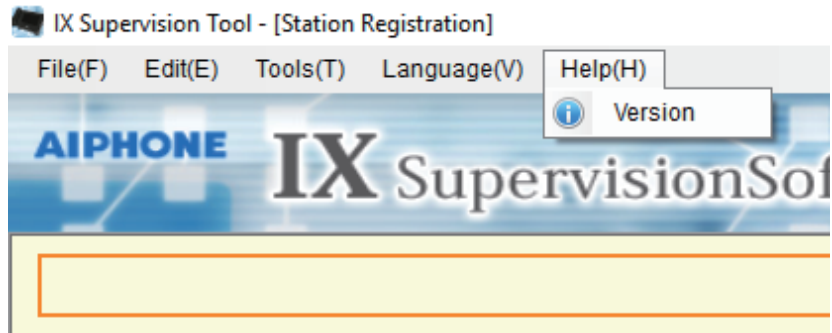 IX Supervision Tool - [Station Registration]
File(F) Edit(E) Tools(T) Language(V) Help(H)
Version
AIPHONE
IX SupervisionSof